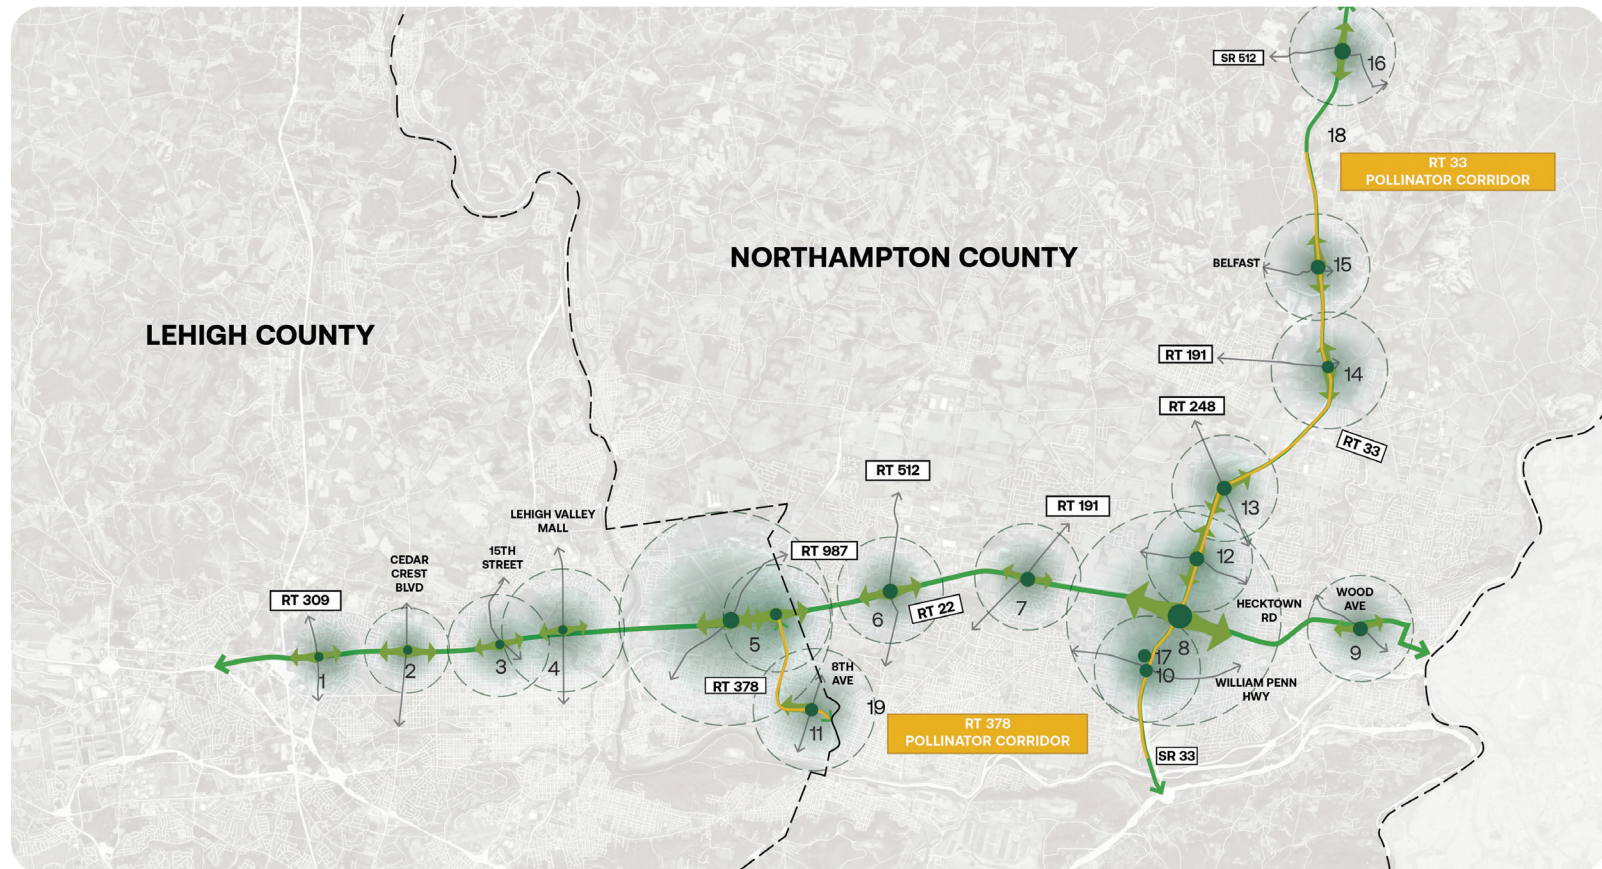 SR 512
16
18
RT 33
POLLINATOR CORRIDOR
NORTHAMPTON COUNTY
BELFAST
15
LEHIGH COUNTY
RT 191
14
RT 248
RT 33
RT 512
13
RT 191
LEHIGH VALLEY
MALL
RT 987
12
15TH
STREET
CEDAR
CREST
BLVD
RT 309
RT 22
6
7
HECKTOWN
RD
WOOD
AVE
1
2
3
4
5
8
9
17
10
8TH
AVE
RT 378
WILLIAM PENN
HWY
19
11
RT 378
POLLINATOR CORRIDOR
SR 33